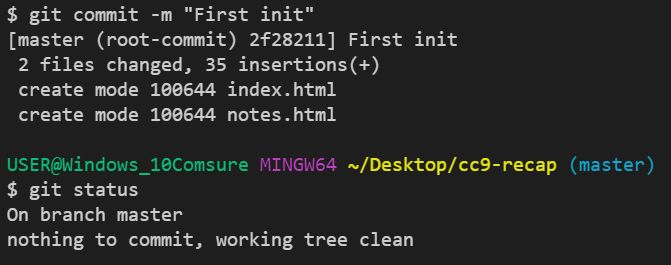 $ git commit -m "First init"
[master (root-commit) 2f28211] First init
 2 files changed, 35 insertions(+)
 create mode 100644 index.html
 create mode 100644 notes.html

USER@Windows_10Comsure MINGW64 ~/Desktop/cc9-recap (master)
$ git status
On branch master
nothing to commit, working tree clean